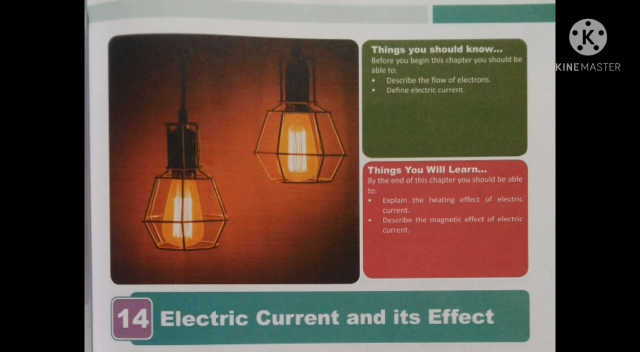 Things you should know...
Before you begin this chapter you should be
able to:
• Describe the flow of electrons.
• Define electric current.
KINEMASTER
Things You Will Learn...
By the end of this chapter you should be able
to:
• Explain the heating effect of electric
current.
• Describe the magnetic effect of electric
current.
14 Electric Current and its Effect